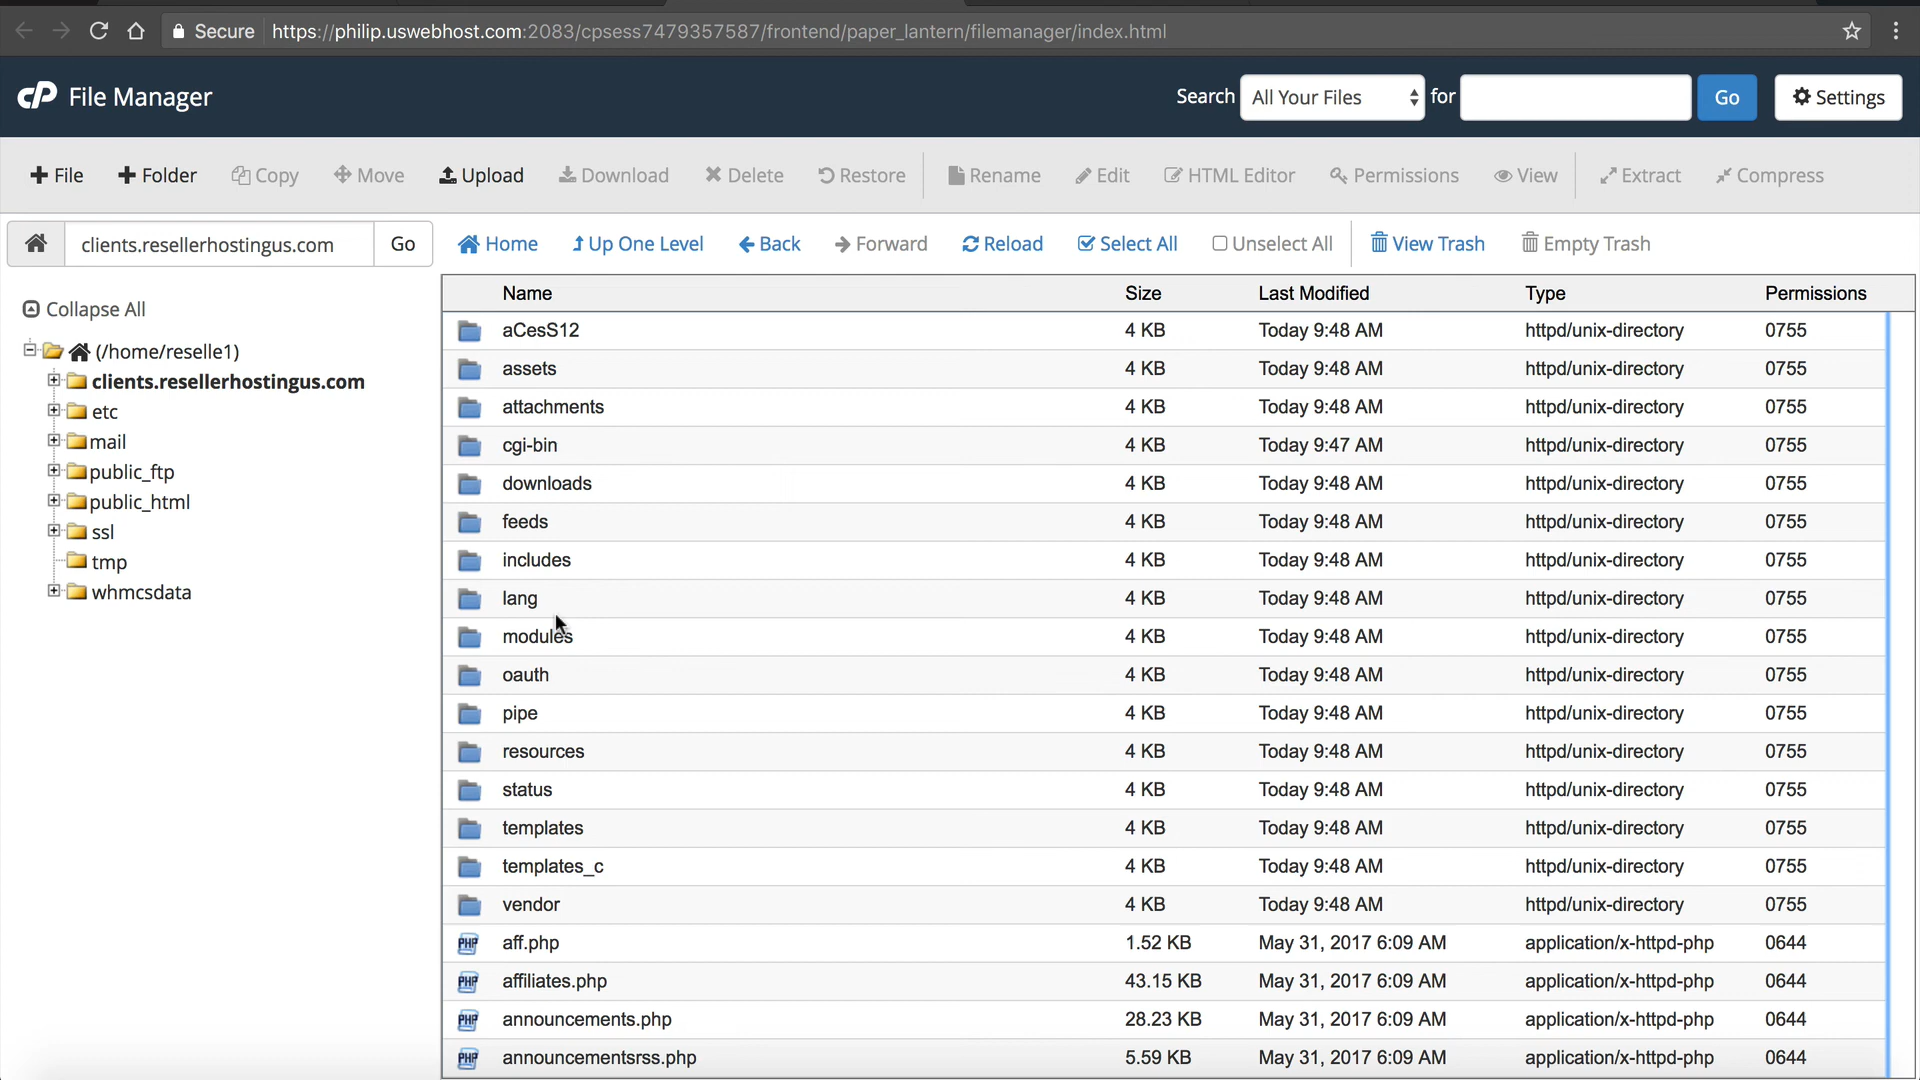 Secure https://philip.uswebhost.com:2083/cpsess7479357587/frontend/paper_lantern/filemanager/index.html
cP File Manager Search All Your Files for Go Settings
File Folder Copy Move Upload Download Delete Restore Rename Edit HTML Editor Permissions View Extract Compress
clients.resellerhostingus.com Go Home Up One Level Back Forward Reload Select All Unselect All View Trash Empty Trash
Collapse All
(/home/reselle1)
clients.resellerhostingus.com
etc
mail
public_ftp
public_html
ssl
tmp
whmcsdata
Name Size Last Modified Type Permissions
aCesS12 4 KB Today 9:48 AM httpd/unix-directory 0755
assets 4 KB Today 9:48 AM httpd/unix-directory 0755
attachments 4 KB Today 9:48 AM httpd/unix-directory 0755
cgi-bin 4 KB Today 9:47 AM httpd/unix-directory 0755
downloads 4 KB Today 9:48 AM httpd/unix-directory 0755
feeds 4 KB Today 9:48 AM httpd/unix-directory 0755
includes 4 KB Today 9:48 AM httpd/unix-directory 0755
lang 4 KB Today 9:48 AM httpd/unix-directory 0755
modules 4 KB Today 9:48 AM httpd/unix-directory 0755
oauth 4 KB Today 9:48 AM httpd/unix-directory 0755
pipe 4 KB Today 9:48 AM httpd/unix-directory 0755
resources 4 KB Today 9:48 AM httpd/unix-directory 0755
status 4 KB Today 9:48 AM httpd/unix-directory 0755
templates 4 KB Today 9:48 AM httpd/unix-directory 0755
templates_c 4 KB Today 9:48 AM httpd/unix-directory 0755
vendor 4 KB Today 9:48 AM httpd/unix-directory 0755
PHP aff.php 1.52 KB May 31, 2017 6:09 AM application/x-httpd-php 0644
PHP affiliates.php 43.15 KB May 31, 2017 6:09 AM application/x-httpd-php 0644
PHP announcements.php 28.23 KB May 31, 2017 6:09 AM application/x-httpd-php 0644
PHP announcementsrss.php 5.59 KB May 31, 2017 6:09 AM application/x-httpd-php 0644